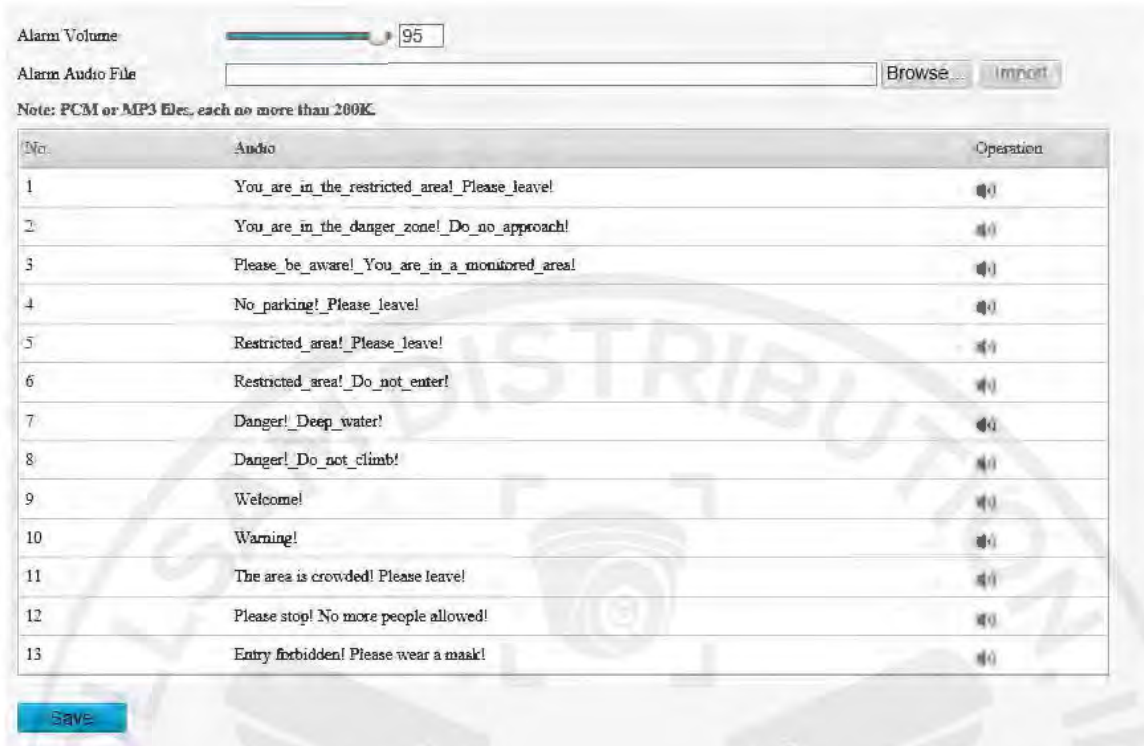 Alarm Volume 95
Alarm Audio File Browse... Import
Note: PCM or MP3 files, each no more than 200K.
No. Audio Operation
1 You_are_in_the_restricted_area!_Please_leave!
2 You_are_in_the_danger_zone!_Do_no_approach!
3 Please_be_aware!_You_are_in_a_monitored_area!
4 No_parking!_Please_leave!
5 Restricted_area!_Please_leave!
6 Restricted_area!_Do_not_enter!
7 Danger!_Deep_water!
8 Danger!_Do_not_climb!
9 Welcome!
10 Warning!
11 The area is crowded! Please leave!
12 Please stop! No more people allowed!
13 Entry forbidden! Please wear a mask!
Save
DISTRIBUTION